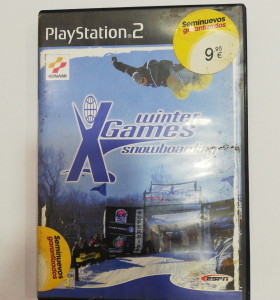 PlayStation 2
Seminuevos
garantizados
9,95
€
KONAMI
winter
X Games
snowboarding
Seminuevos
garantizados
ESPN